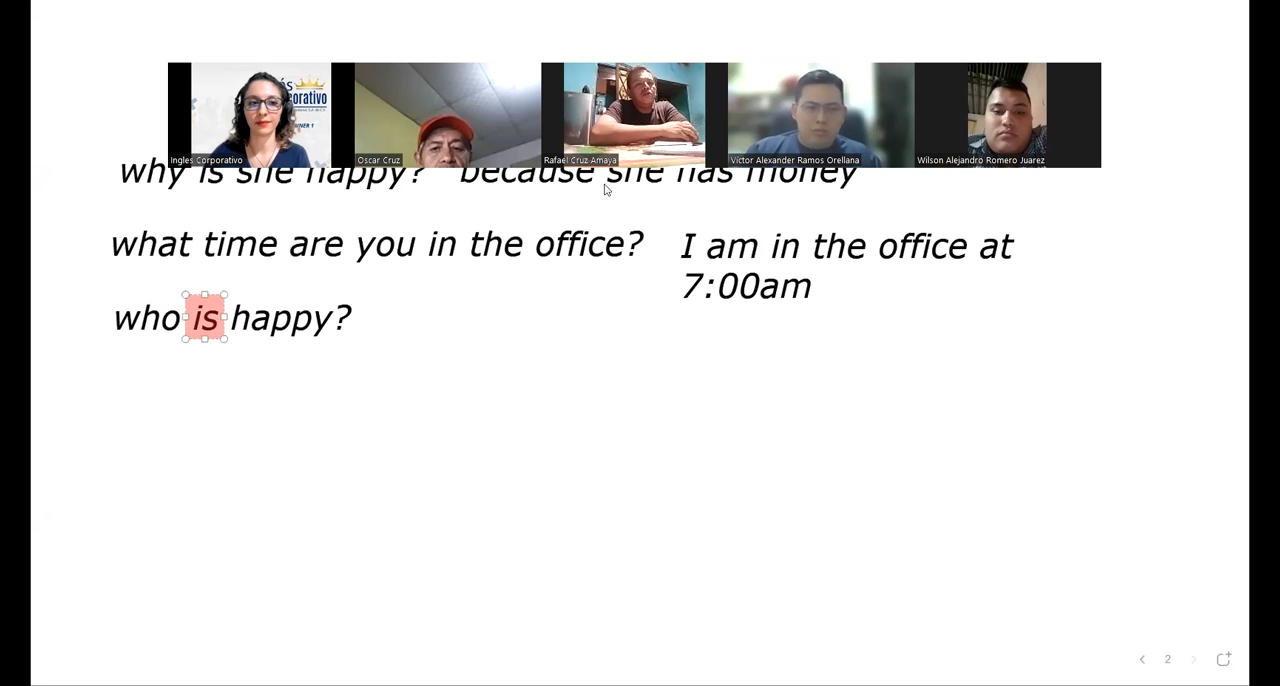 Ingles Corporativo
Oscar Cruz
Rafael Cruz Amaya
Víctor Alexander Ramos Orellana
Wilson Alejandro Romero Juarez
why is she happy? because she has money
what time are you in the office? I am in the office at
7:00am
who is happy?
2